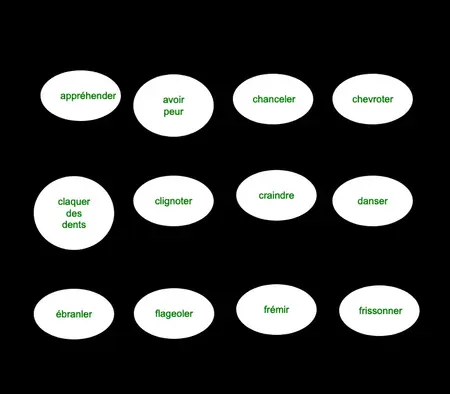 appréhender
avoir
peur
chanceler
chevroter
claquer
des
dents
clignoter
craindre
danser
ébranler
flageoler
frémir
frissonner